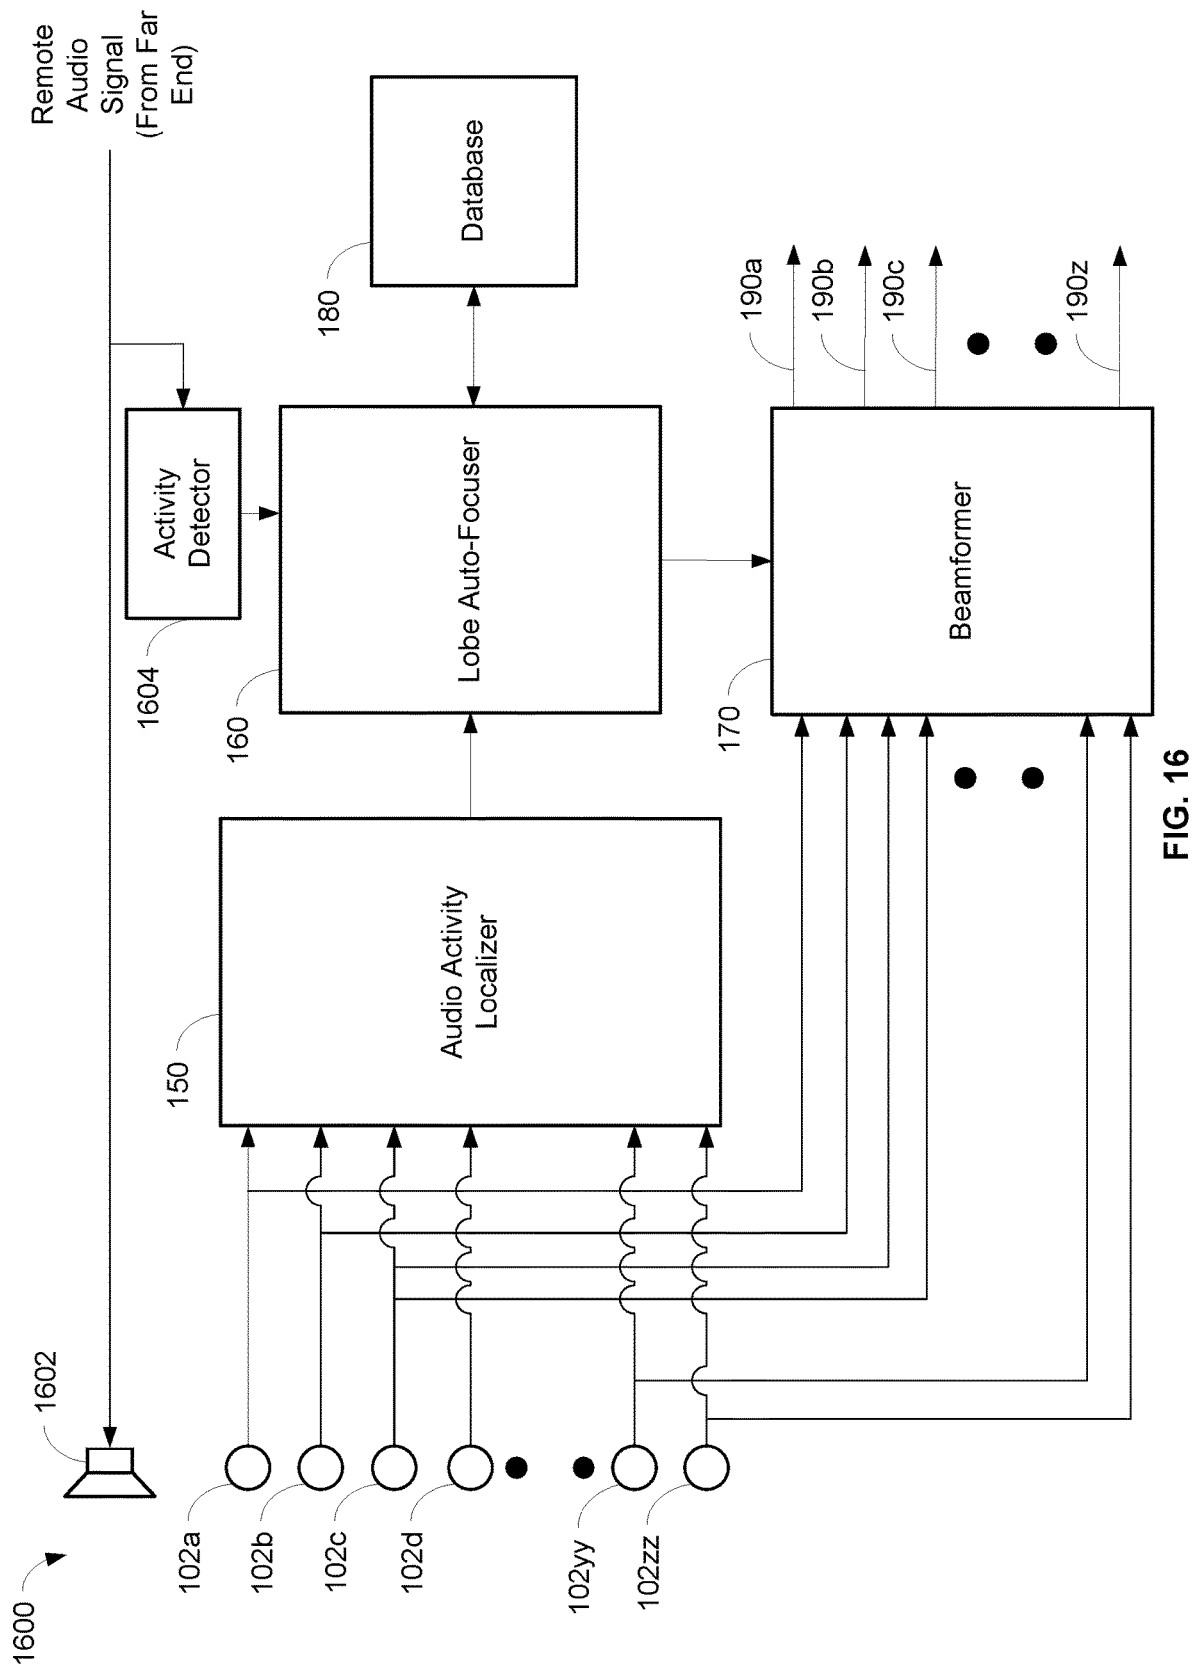 1600
1602
Remote
Audio
Signal
(From Far
End)
1604
Activity
Detector
102a
102b
102c
102d
102yy
102zz
150
Audio Activity
Localizer
160
Lobe Auto-Focuser
180
Database
170
Beamformer
190a
190b
190c
190z
FIG. 16